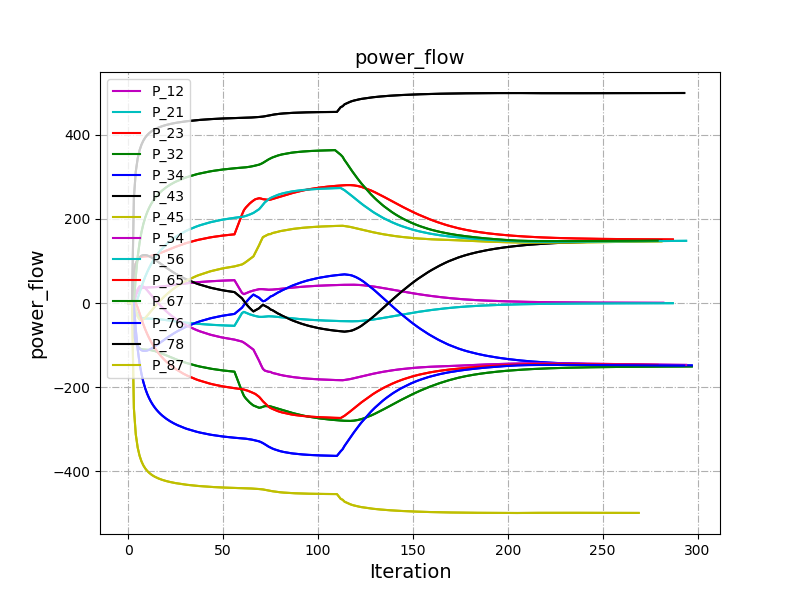 power_flow
P_12
P_21
P_23
P_32
P_34
P_43
P_45
P_54
P_56
P_65
P_67
P_76
P_78
P_87
400
200
0
−200
−400
power_flow
0 50 100 150 200 250 300
Iteration